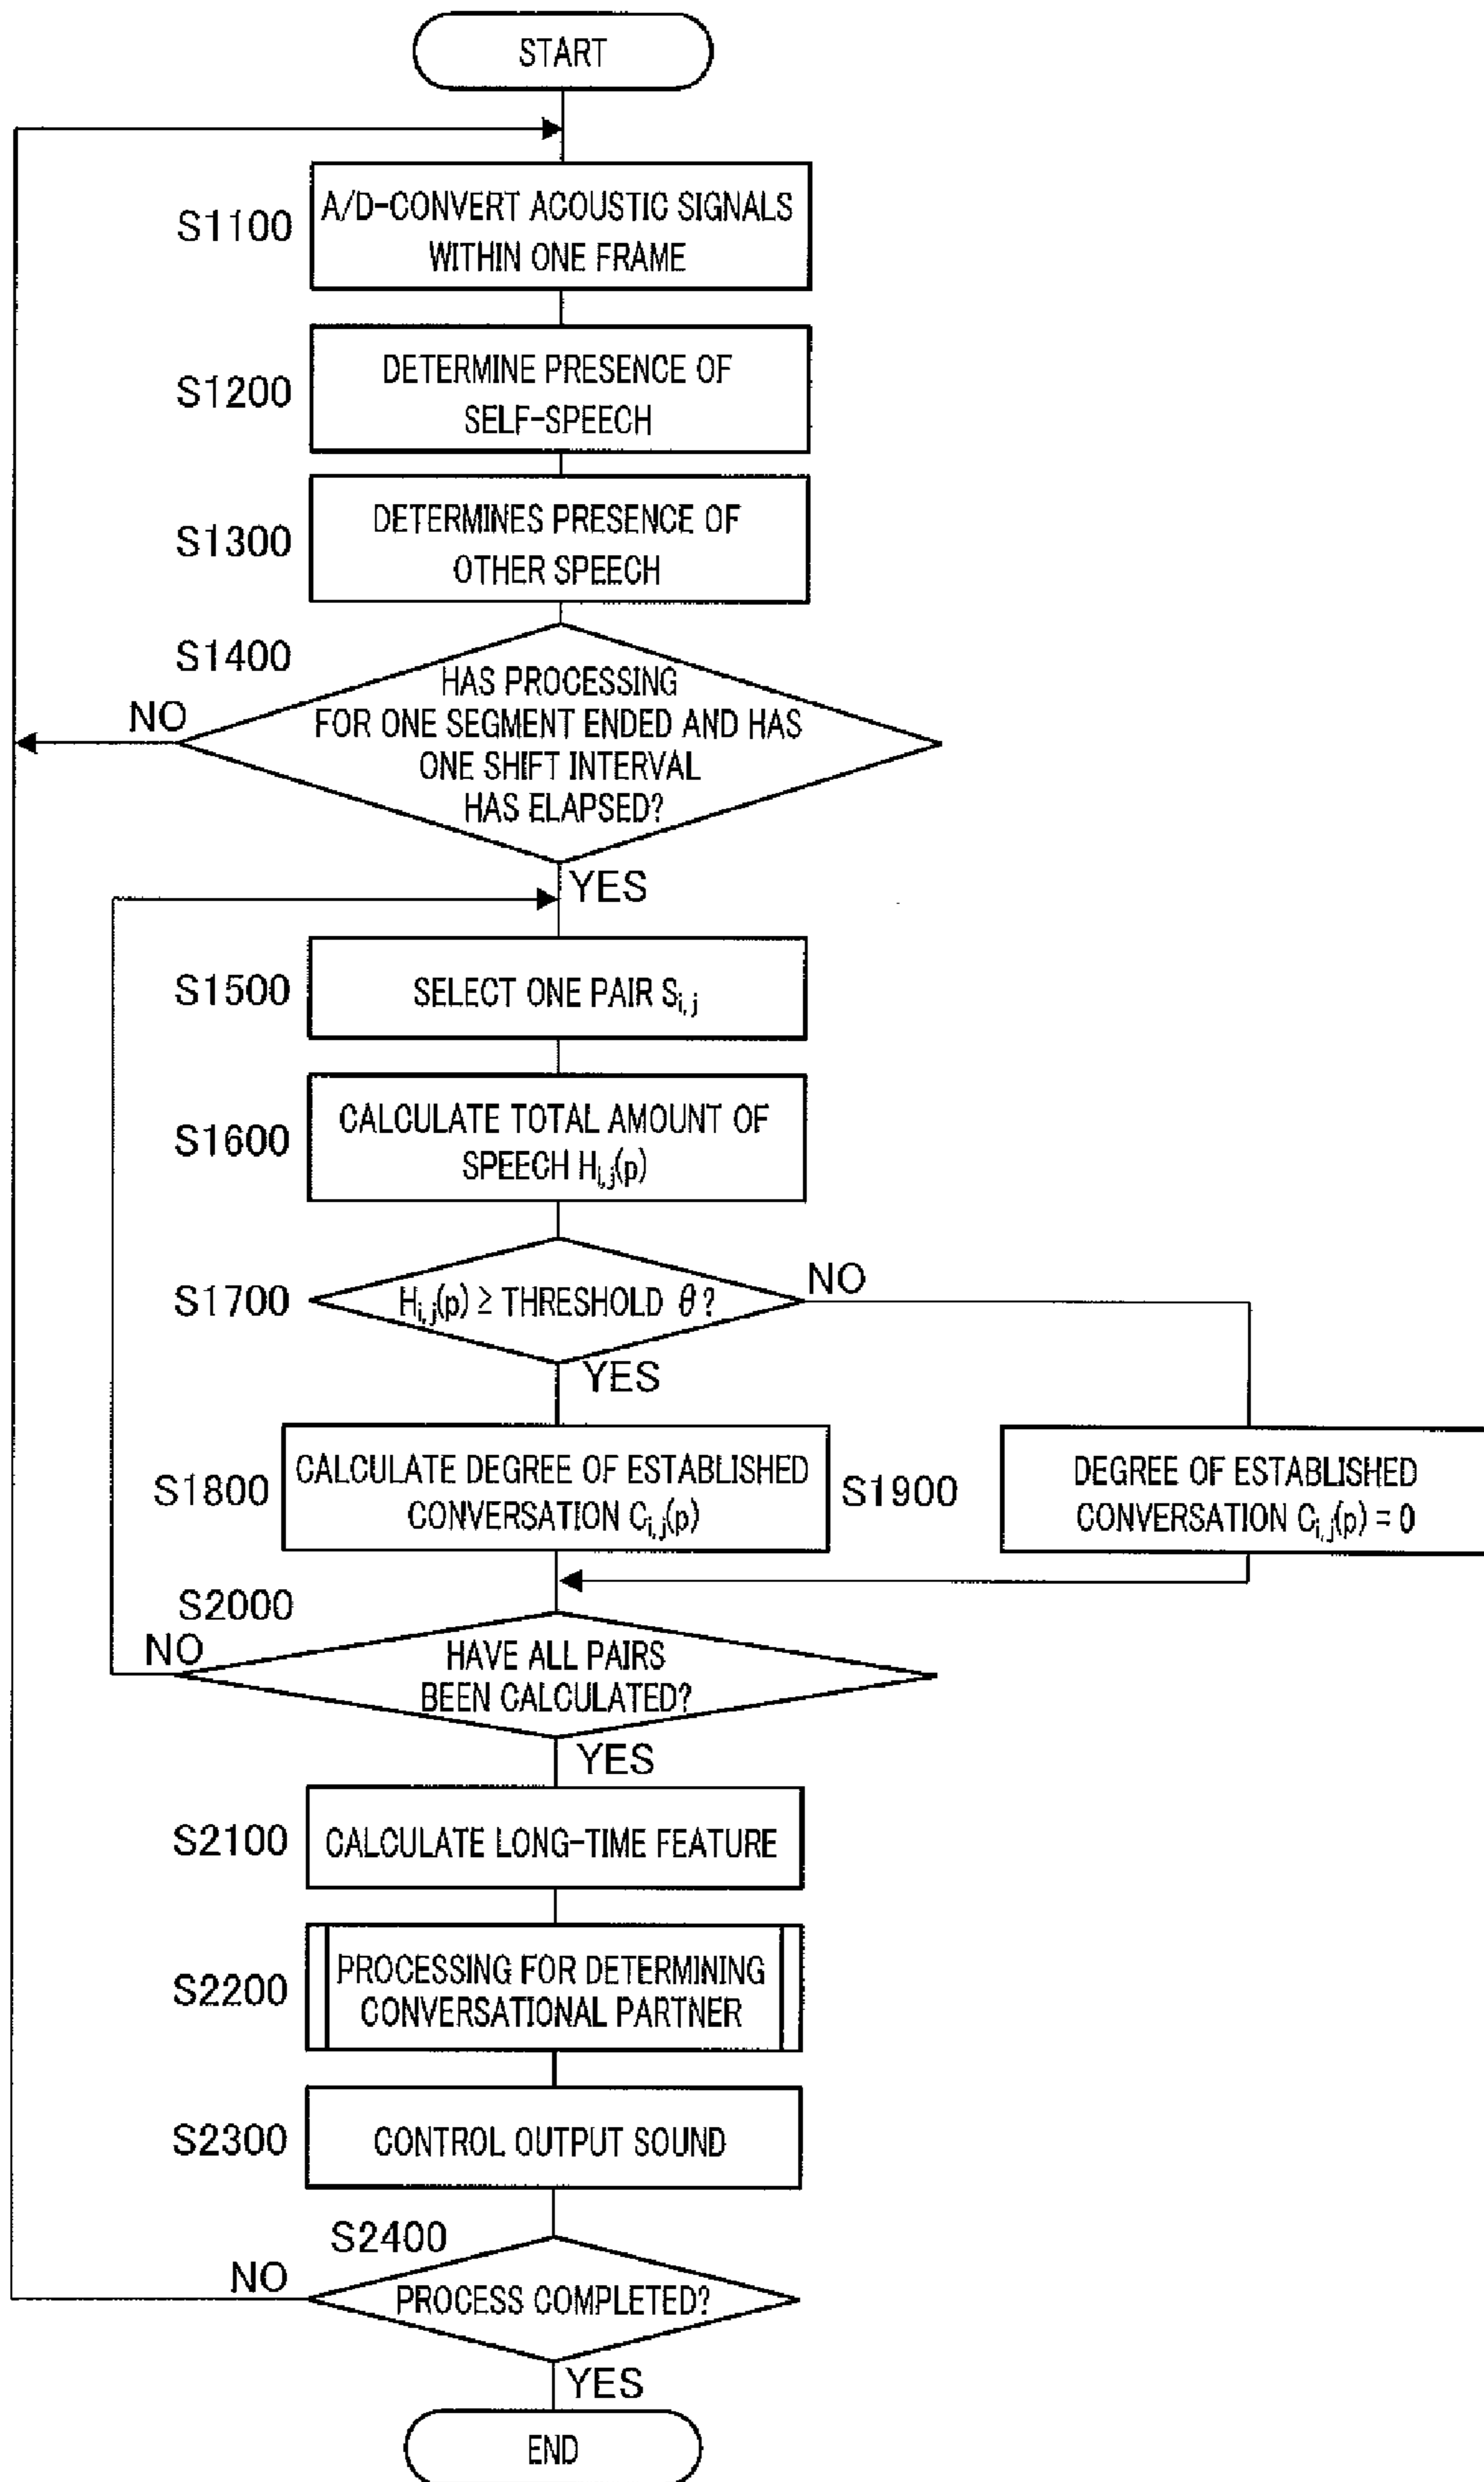 START
S1100
A/D-CONVERT ACOUSTIC SIGNALS
WITHIN ONE FRAME
S1200
DETERMINE PRESENCE OF
SELF-SPEECH
S1300
DETERMINES PRESENCE OF
OTHER SPEECH
S1400
HAS PROCESSING
FOR ONE SEGMENT ENDED AND HAS
ONE SHIFT INTERVAL
HAS ELAPSED?
NO
YES
S1500
SELECT ONE PAIR Si,j
S1600
CALCULATE TOTAL AMOUNT OF
SPEECH Hi,j(p)
S1700
Hi,j(p) ≥ THRESHOLD θ?
NO
YES
S1800
CALCULATE DEGREE OF ESTABLISHED
CONVERSATION Ci,j(p)
S1900
DEGREE OF ESTABLISHED
CONVERSATION Ci,j(p) = 0
S2000
HAVE ALL PAIRS
BEEN CALCULATED?
NO
YES
S2100
CALCULATE LONG-TIME FEATURE
S2200
PROCESSING FOR DETERMINING
CONVERSATIONAL PARTNER
S2300
CONTROL OUTPUT SOUND
S2400
PROCESS COMPLETED?
NO
YES
END